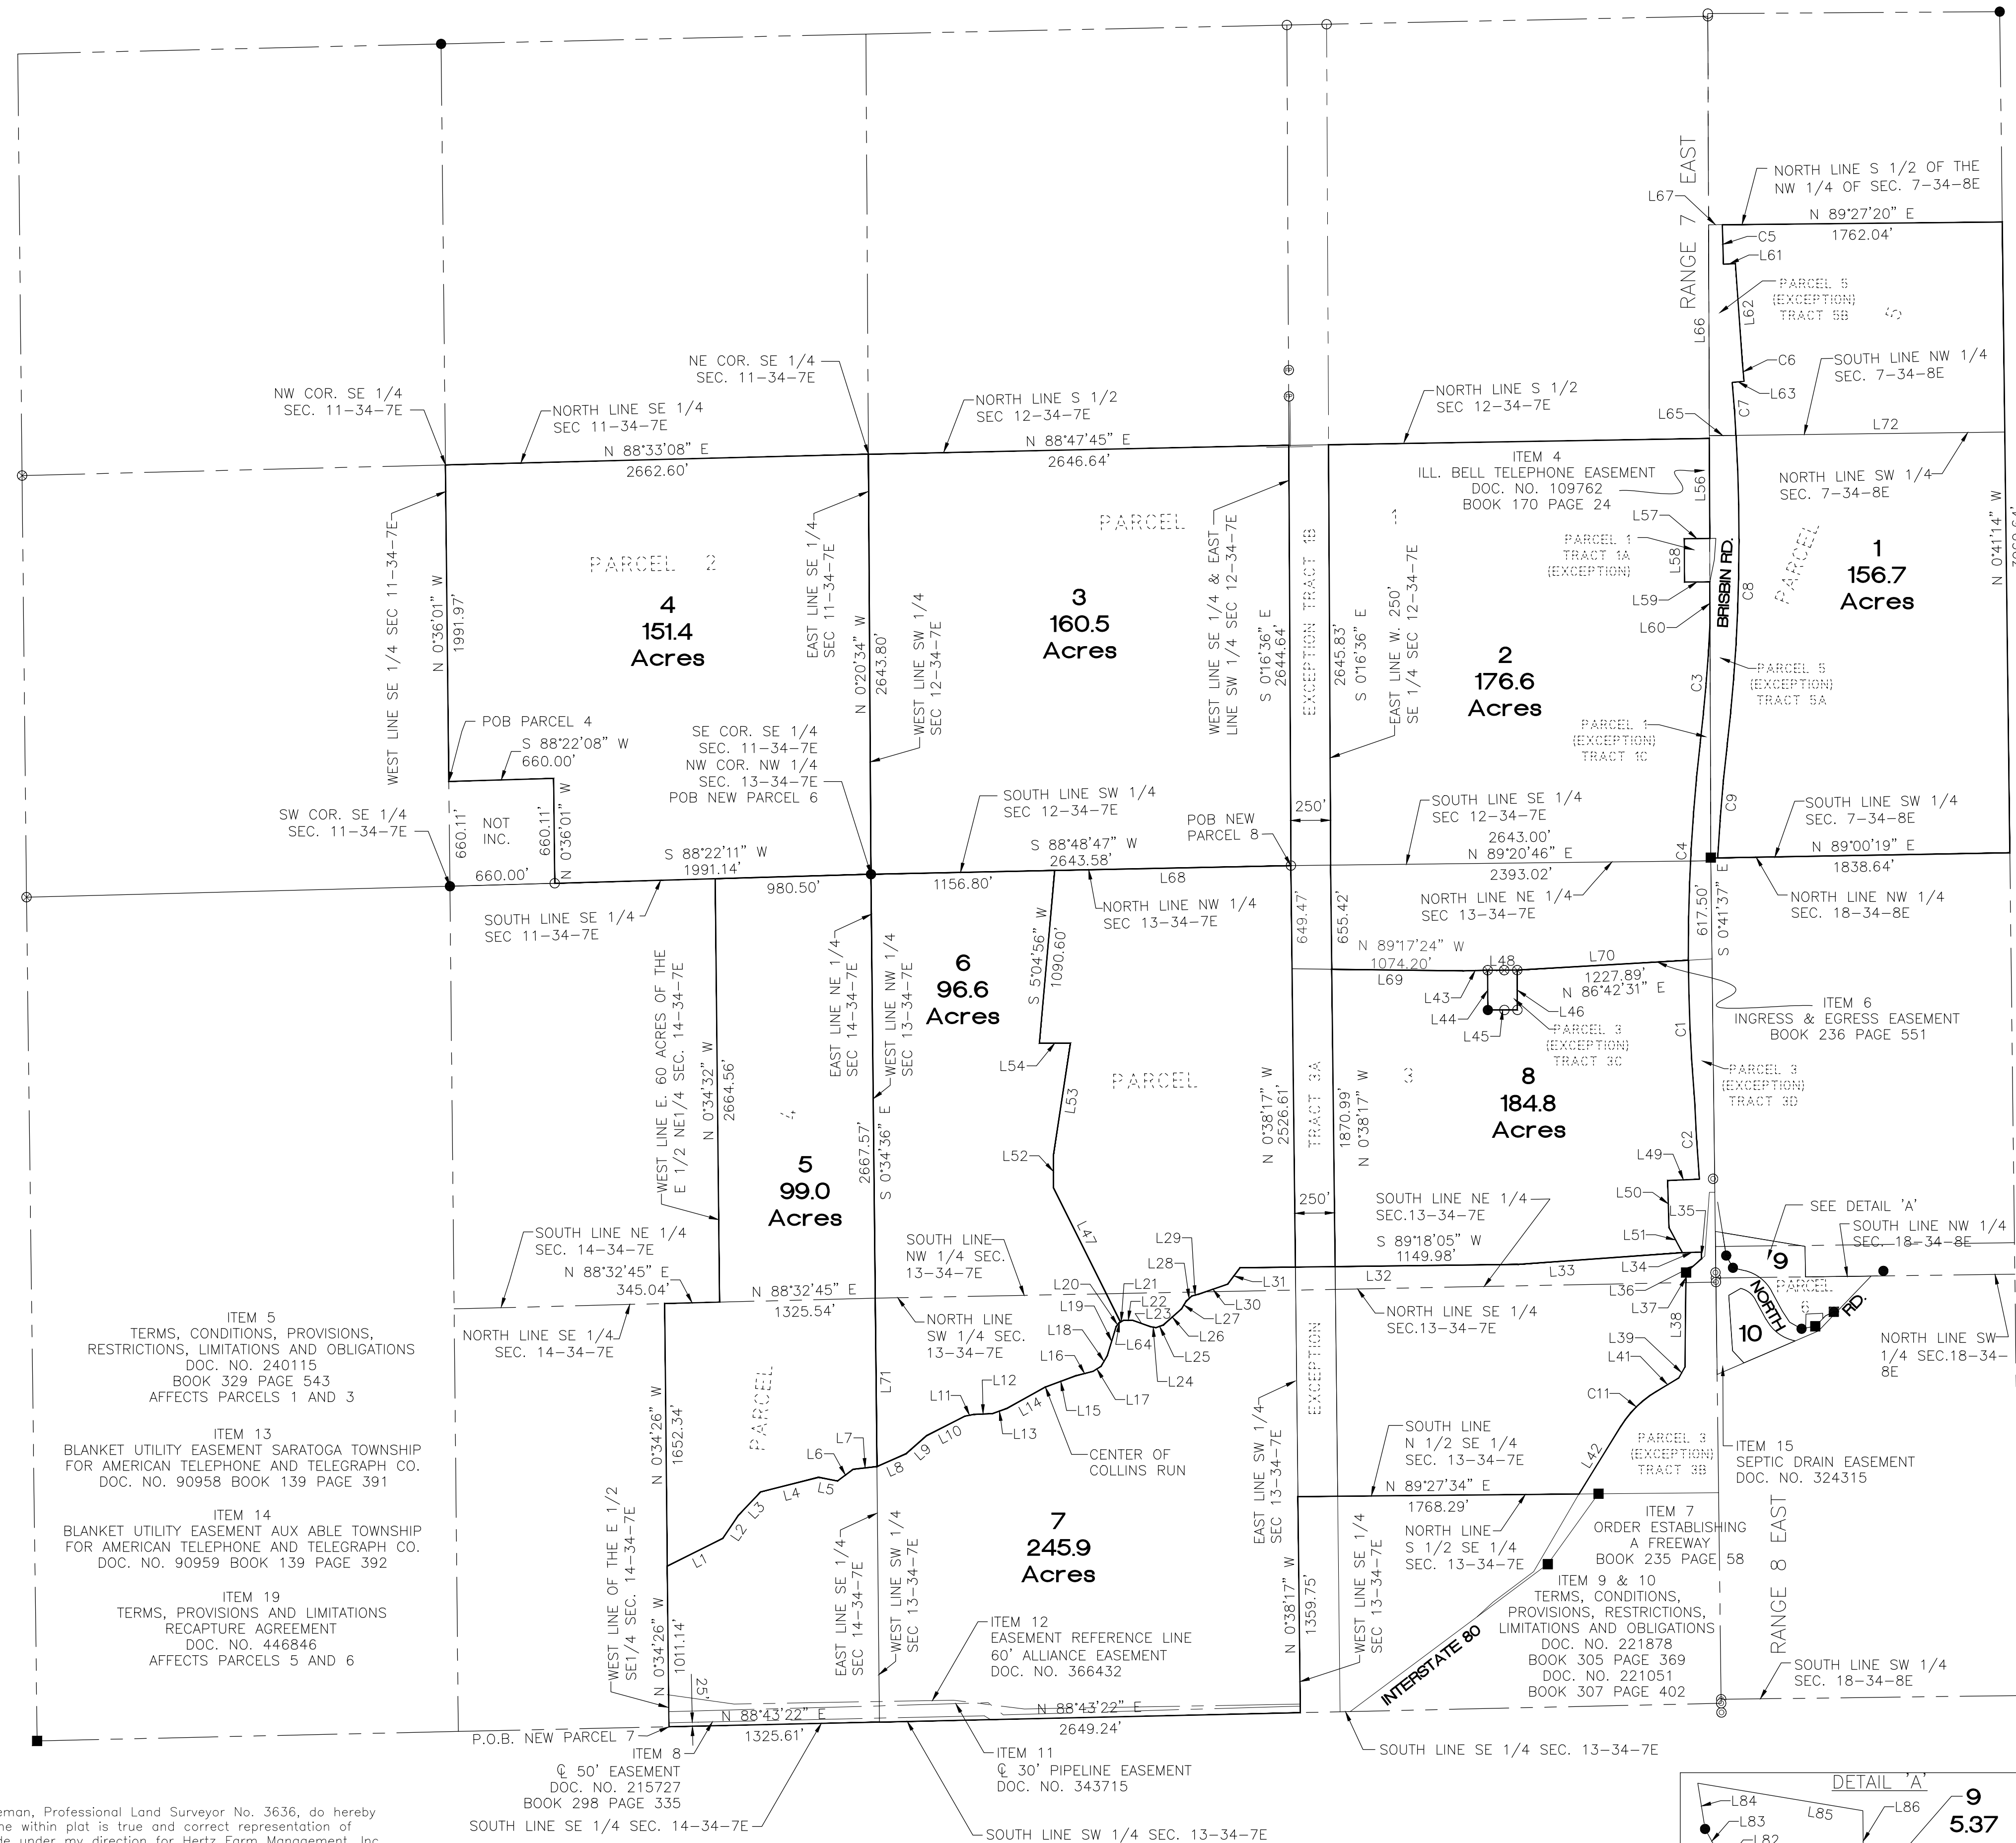 RANGE 7 EAST
NORTH LINE S 1/2 OF THE
NW 1/4 OF SEC. 7-34-8E
L67
N 89°27'20" E
1762.04'
C5
L61
PARCEL 5
(EXCEPTION)
TRACT 5B
5
L62
L66
C6
L63
C7
SOUTH LINE NW 1/4
SEC. 7-34-8E
L65
L72
NORTH LINE SW 1/4
SEC. 7-34-8E
NW COR. SE 1/4
SEC. 11-34-7E
NORTH LINE SE 1/4
SEC 11-34-7E
NE COR. SE 1/4
SEC. 11-34-7E
NORTH LINE S 1/2
SEC 12-34-7E
NORTH LINE S 1/2
SEC 12-34-7E
N 88°33'08" E
2662.60'
N 88°47'45" E
2646.64'
ITEM 4
ILL. BELL TELEPHONE EASEMENT
DOC. NO. 109762
BOOK 170 PAGE 24
L56
L57
L58
L59
L60
PARCEL 1
TRACT 1A
(EXCEPTION)
BRISBIN RD.
C8
PARCEL
1
156.7
Acres
N 0°41'14" W
WEST LINE SE 1/4 SEC 11-34-7E
N 0°36'01" W
1991.97'
PARCEL 2
4
151.4
Acres
EAST LINE SE 1/4
SEC 11-34-7E
N 0°20'34" W
2643.80'
WEST LINE SW 1/4
SEC 12-34-7E
PARCEL
3
160.5
Acres
WEST LINE SE 1/4 & EAST
LINE SW 1/4 SEC 12-34-7E
S 0°16'36" E
2644.64'
EXCEPTION TRACT 1B
2645.83'
S 0°16'36" E
EAST LINE W. 250'
SE 1/4 SEC 12-34-7E
1
2
176.6
Acres
C3
PARCEL 5
(EXCEPTION)
TRACT 5A
PARCEL 1
(EXCEPTION)
TRACT 1C
C9
C4
POB PARCEL 4
S 88°22'08" W
660.00'
SE COR. SE 1/4
SEC. 11-34-7E
NW COR. NW 1/4
SEC. 13-34-7E
POB NEW PARCEL 6
SW COR. SE 1/4
SEC. 11-34-7E
660.11'
NOT
INC.
660.11'
N 0°36'01" W
660.00'
S 88°22'11" W
1991.14'
980.50'
SOUTH LINE SE 1/4
SEC 11-34-7E
SOUTH LINE SW 1/4
SEC 12-34-7E
S 88°48'47" W
2643.58'
1156.80'
L68
NORTH LINE NW 1/4
SEC 13-34-7E
POB NEW
PARCEL 8
250'
SOUTH LINE SE 1/4
SEC 12-34-7E
2643.00'
N 89°20'46" E
2393.02'
NORTH LINE NE 1/4
SEC 13-34-7E
SOUTH LINE SW 1/4
SEC. 7-34-8E
N 89°00'19" E
1838.64'
NORTH LINE NW 1/4
SEC. 18-34-8E
617.50'
S 0°41'37" E
649.47'
655.42'
N 89°17'24" W
1074.20'
L69
L48
L70
1227.89'
N 86°42'31" E
L43
L44
L45
L46
PARCEL 3
(EXCEPTION)
TRACT 3C
ITEM 6
INGRESS & EGRESS EASEMENT
BOOK 236 PAGE 551
C1
PARCEL 3
(EXCEPTION)
TRACT 3D
C2
WEST LINE E. 60 ACRES OF THE
E 1/2 NE1/4 SEC. 14-34-7E
N 0°34'32" W
2664.56'
4
5
99.0
Acres
EAST LINE NE 1/4
SEC 14-34-7E
2667.57'
S 0°34'36" E
WEST LINE NW 1/4
SEC 13-34-7E
6
96.6
Acres
S 5°04'56" W
1090.60'
L54
L53
L52
L47
PARCEL
N 0°38'17" W
2526.61'
TRACT 3A
1870.99'
N 0°38'17" W
3
8
184.8
Acres
L49
L50
L51
L35
SEE DETAIL 'A'
SOUTH LINE NW 1/4
SEC. 18-34-8E
9
PARCEL
6
NORTH
RD.
10
NORTH LINE SW
1/4 SEC.18-34-
8E
SOUTH LINE NE 1/4
SEC. 14-34-7E
N 88°32'45" E
345.04'
NORTH LINE SE 1/4
SEC. 14-34-7E
N 88°32'45" E
1325.54'
SOUTH LINE
NW 1/4 SEC.
13-34-7E
NORTH LINE
SW 1/4 SEC.
13-34-7E
250'
SOUTH LINE NE 1/4
SEC.13-34-7E
S 89°18'05" W
1149.98'
L32
L33
L34
L36
L37
L38
L39
L41
C11
L42
NORTH LINE SE 1/4
SEC.13-34-7E
L29
L28
L31
L30
L27
L26
L25
L24
L23
L22
L21
L20
L19
L64
L18
L17
L16
L15
L14
L13
L12
L11
L10
L9
L8
L7
L6
L5
L4
L3
L2
L1
L71
CENTER OF
COLLINS RUN
EXCEPTION
ITEM 5
TERMS, CONDITIONS, PROVISIONS,
RESTRICTIONS, LIMITATIONS AND OBLIGATIONS
DOC. NO. 240115
BOOK 329 PAGE 543
AFFECTS PARCELS 1 AND 3
ITEM 13
BLANKET UTILITY EASEMENT SARATOGA TOWNSHIP
FOR AMERICAN TELEPHONE AND TELEGRAPH CO.
DOC. NO. 90958 BOOK 139 PAGE 391
ITEM 14
BLANKET UTILITY EASEMENT AUX ABLE TOWNSHIP
FOR AMERICAN TELEPHONE AND TELEGRAPH CO.
DOC. NO. 90959 BOOK 139 PAGE 392
ITEM 19
TERMS, PROVISIONS AND LIMITATIONS
RECAPTURE AGREEMENT
DOC. NO. 446846
AFFECTS PARCELS 5 AND 6
PARCEL
N 0°34'26" W
1652.34'
WEST LINE OF THE E 1/2
SE1/4 SEC. 14-34-7E
N 0°34'26" W
1011.14'
25'
EAST LINE SE 1/4
SEC 14-34-7E
WEST LINE SW 1/4
SEC 13-34-7E
7
245.9
Acres
EAST LINE SW 1/4
SEC 13-34-7E
N 0°38'17" W
1359.75'
WEST LINE SE 1/4
SEC 13-34-7E
SOUTH LINE
N 1/2 SE 1/4
SEC. 13-34-7E
N 89°27'34" E
1768.29'
NORTH LINE
S 1/2 SE 1/4
SEC. 13-34-7E
PARCEL 3
(EXCEPTION)
TRACT 3B
ITEM 15
SEPTIC DRAIN EASEMENT
DOC. NO. 324315
ITEM 7
ORDER ESTABLISHING
A FREEWAY
BOOK 235 PAGE 58
ITEM 9 & 10
TERMS, CONDITIONS,
PROVISIONS, RESTRICTIONS,
LIMITATIONS AND OBLIGATIONS
DOC. NO. 221878
BOOK 305 PAGE 369
DOC. NO. 221051
BOOK 307 PAGE 402
RANGE 8 EAST
INTERSTATE 80
SOUTH LINE SW 1/4
SEC. 18-34-8E
ITEM 12
EASEMENT REFERENCE LINE
60' ALLIANCE EASEMENT
DOC. NO. 366432
N 88°43'22" E
1325.61'
N 88°43'22" E
2649.24'
P.O.B. NEW PARCEL 7
ITEM 8
℄ 50' EASEMENT
DOC. NO. 215727
BOOK 298 PAGE 335
SOUTH LINE SE 1/4 SEC. 14-34-7E
ITEM 11
℄ 30' PIPELINE EASEMENT
DOC. NO. 343715
SOUTH LINE SW 1/4 SEC. 13-34-7E
SOUTH LINE SE 1/4 SEC. 13-34-7E
eman, Professional Land Surveyor No. 3636, do hereby
ne within plat is true and correct representation of
de under my direction for Hertz Farm Management, Inc.
DETAIL 'A'
L84
L83
L82
L85
L86
9
5.37